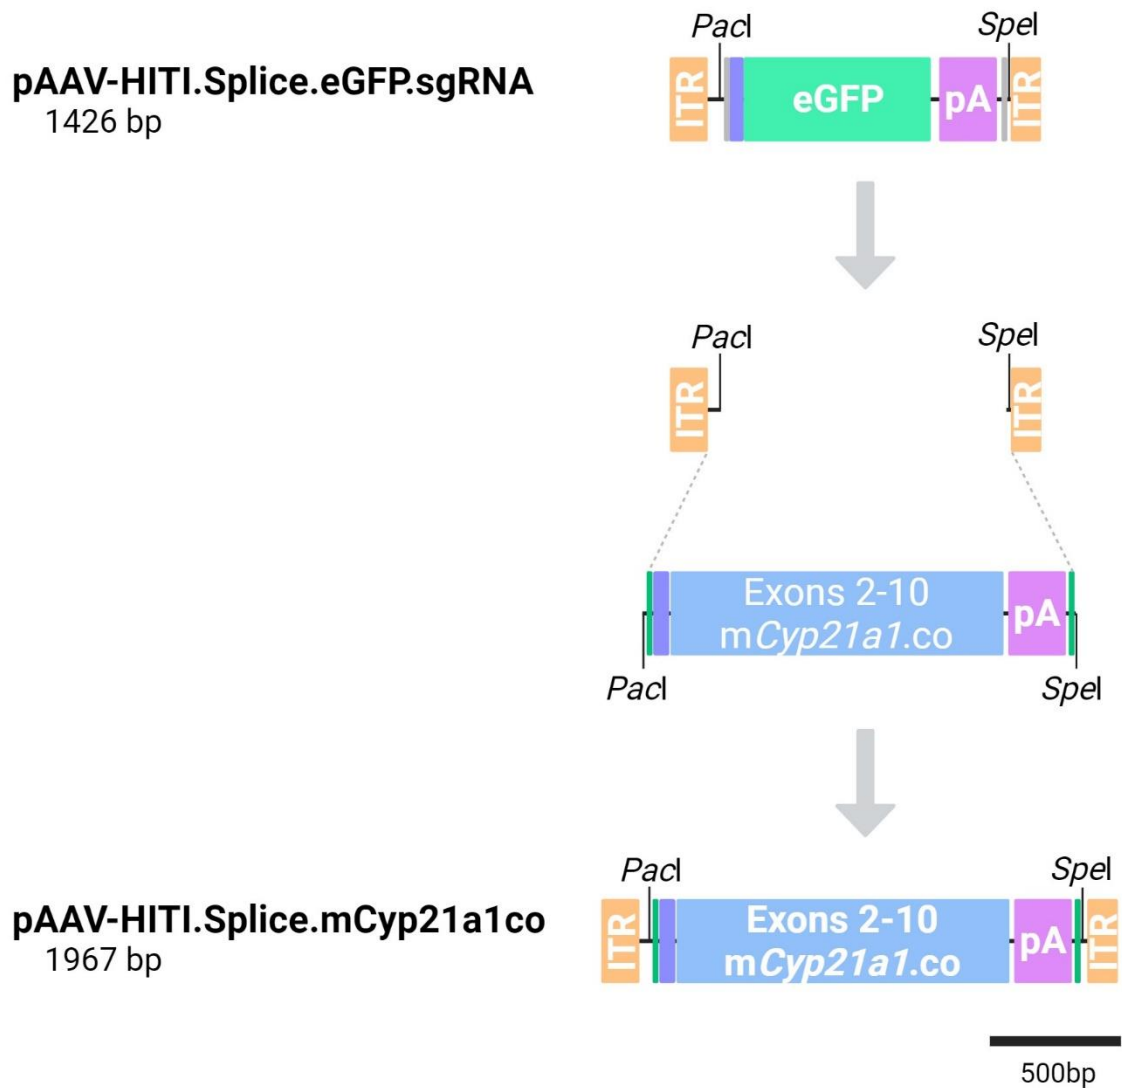 PacI
SpeI
pAAV-HITI.Splice.eGFP.sgRNA
1426 bp
ITR
eGFP
pA
ITR
PacI
SpeI
ITR
ITR
Exons 2-10
mCyp21a1.co
pA
PacI
SpeI
PacI
SpeI
pAAV-HITI.Splice.mCyp21a1co
1967 bp
ITR
Exons 2-10
mCyp21a1.co
pA
ITR
500bp